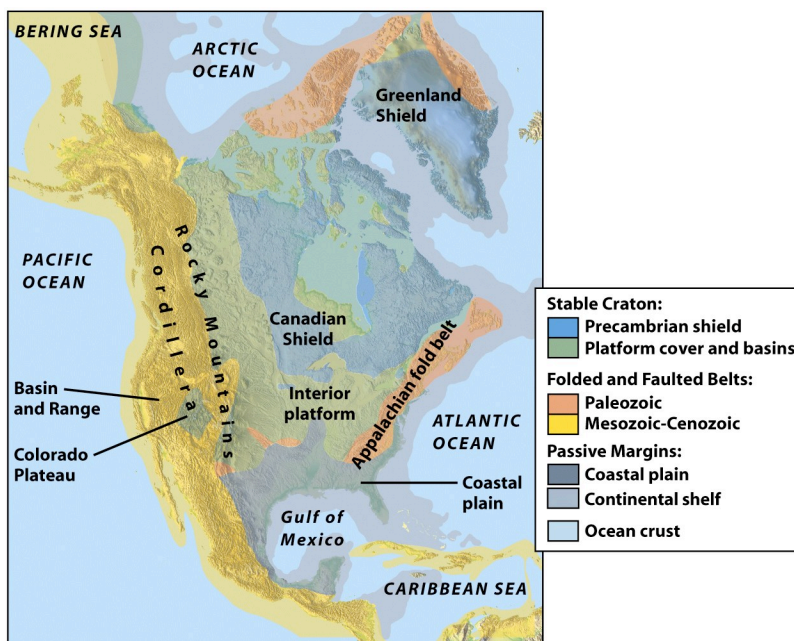 BERING SEA
ARCTIC
OCEAN
Greenland
Shield
PACIFIC
OCEAN
Cordillera
Rocky Mountains
Canadian
Shield
Interior
platform
Appalachian fold belt
Basin
and Range
Colorado
Plateau
ATLANTIC
OCEAN
Coastal
plain
Gulf of
Mexico
CARIBBEAN SEA
Stable Craton:
Precambrian shield
Platform cover and basins
Folded and Faulted Belts:
Paleozoic
Mesozoic-Cenozoic
Passive Margins:
Coastal plain
Continental shelf
Ocean crust